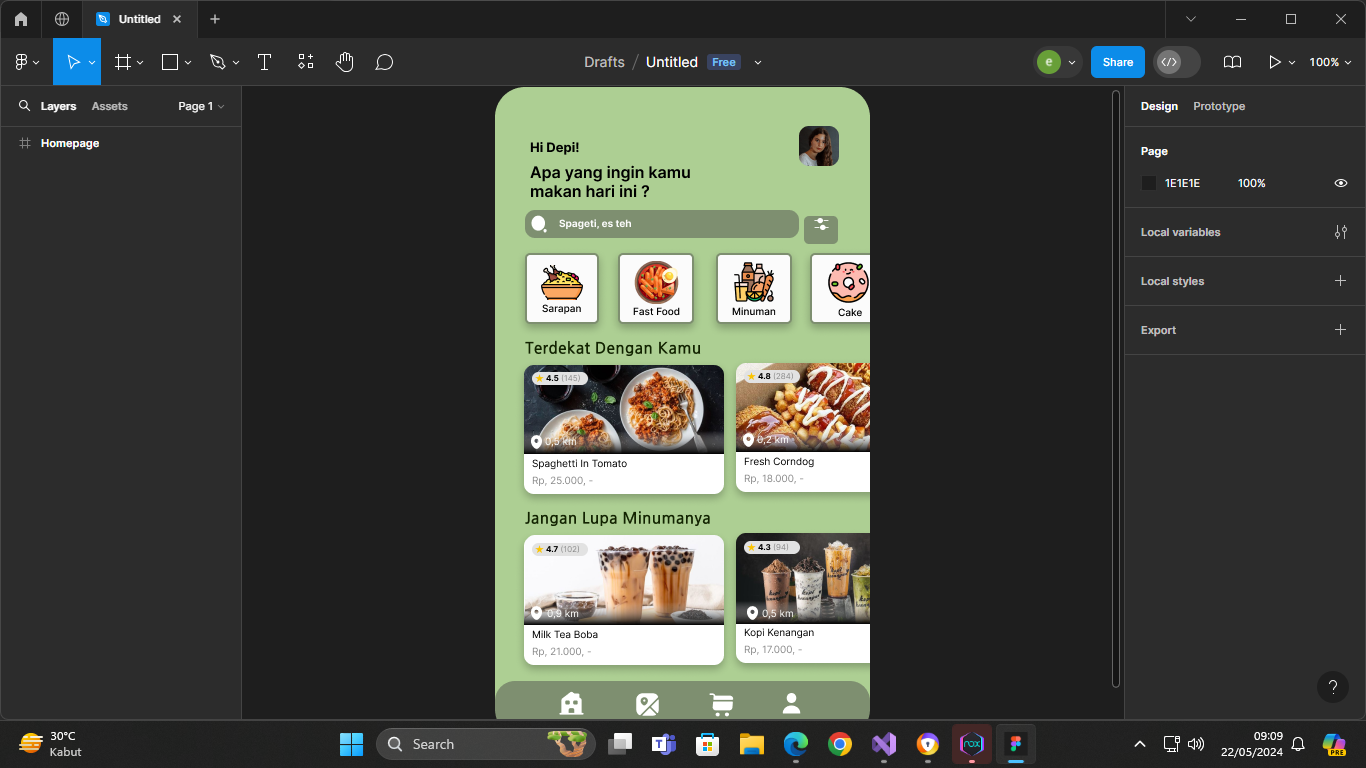 Untitled
Drafts / Untitled Free
e
Share
100%
Layers Assets Page 1
Homepage
Design Prototype
Page
1E1E1E 100%
Local variables
Local styles
Export
?
Hi Depi!
Apa yang ingin kamu
makan hari ini ?
Spageti, es teh
Sarapan
Fast Food
Minuman
Cake
Terdekat Dengan Kamu
4.5 (145)
0,5 km
Spaghetti In Tomato
Rp, 25.000, -
4.8 (284)
0,2 km
Fresh Corndog
Rp, 18.000, -
Jangan Lupa Minumanya
4.7 (102)
0,9 km
Milk Tea Boba
Rp, 21.000, -
4.3 (94)
0,5 km
Kopi Kenangan
Rp, 17.000, -
30°C
Kabut
Search
nox
09:09
22/05/2024
PRE